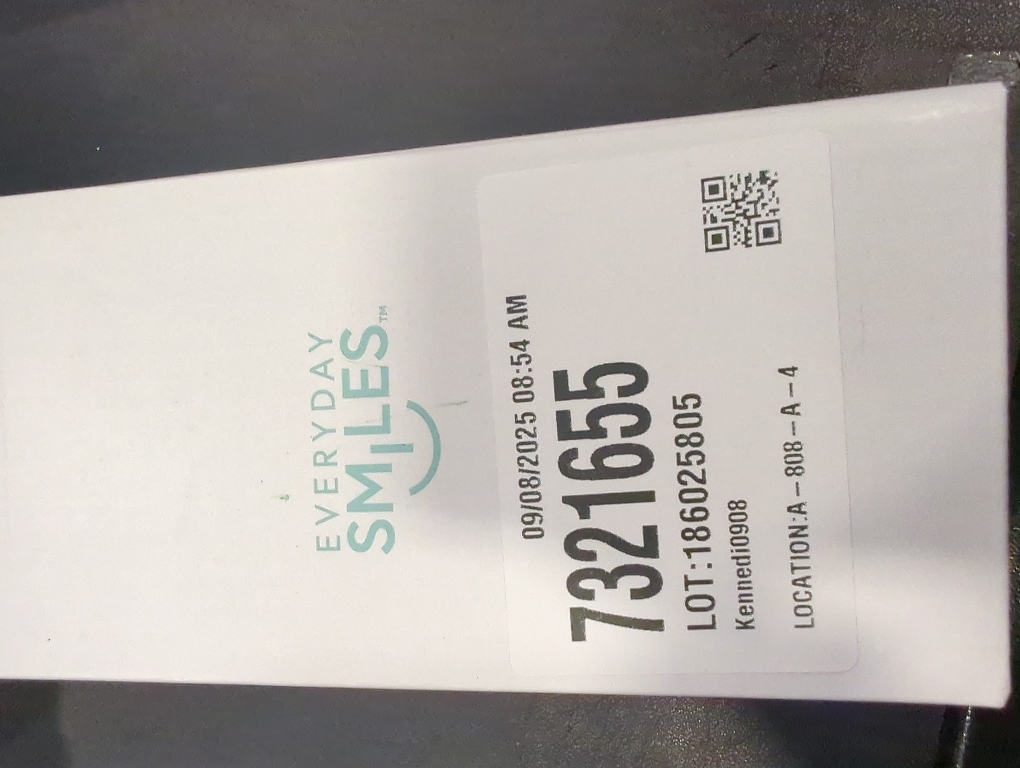 EVERYDAY
SMILES™
09/08/2025 08:54 AM
7321655
LOT:1860025805
Kennedi0908
LOCATION:A-808-A-4